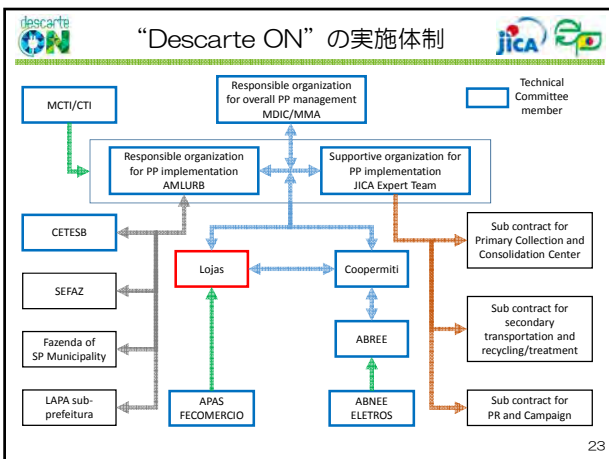 descarte
ON
“Descarte ON” の実施体制
jICA
MCTI/CTI
Responsible organization
for overall PP management
MDIC/MMA
Technical
Committee
member
Responsible organization
for PP implementation
AMLURB
Supportive organization for
PP implementation
JICA Expert Team
CETESB
SEFAZ
Fazenda of
SP Municipality
LAPA sub-
prefeitura
Lojas
Coopermiti
ABREE
APAS
FECOMERCIO
ABNEE
ELETROS
Sub contract for
Primary Collection and
Consolidation Center
Sub contract for
secondary
transportation and
recycling/treatment
Sub contract for
PR and Campaign
23